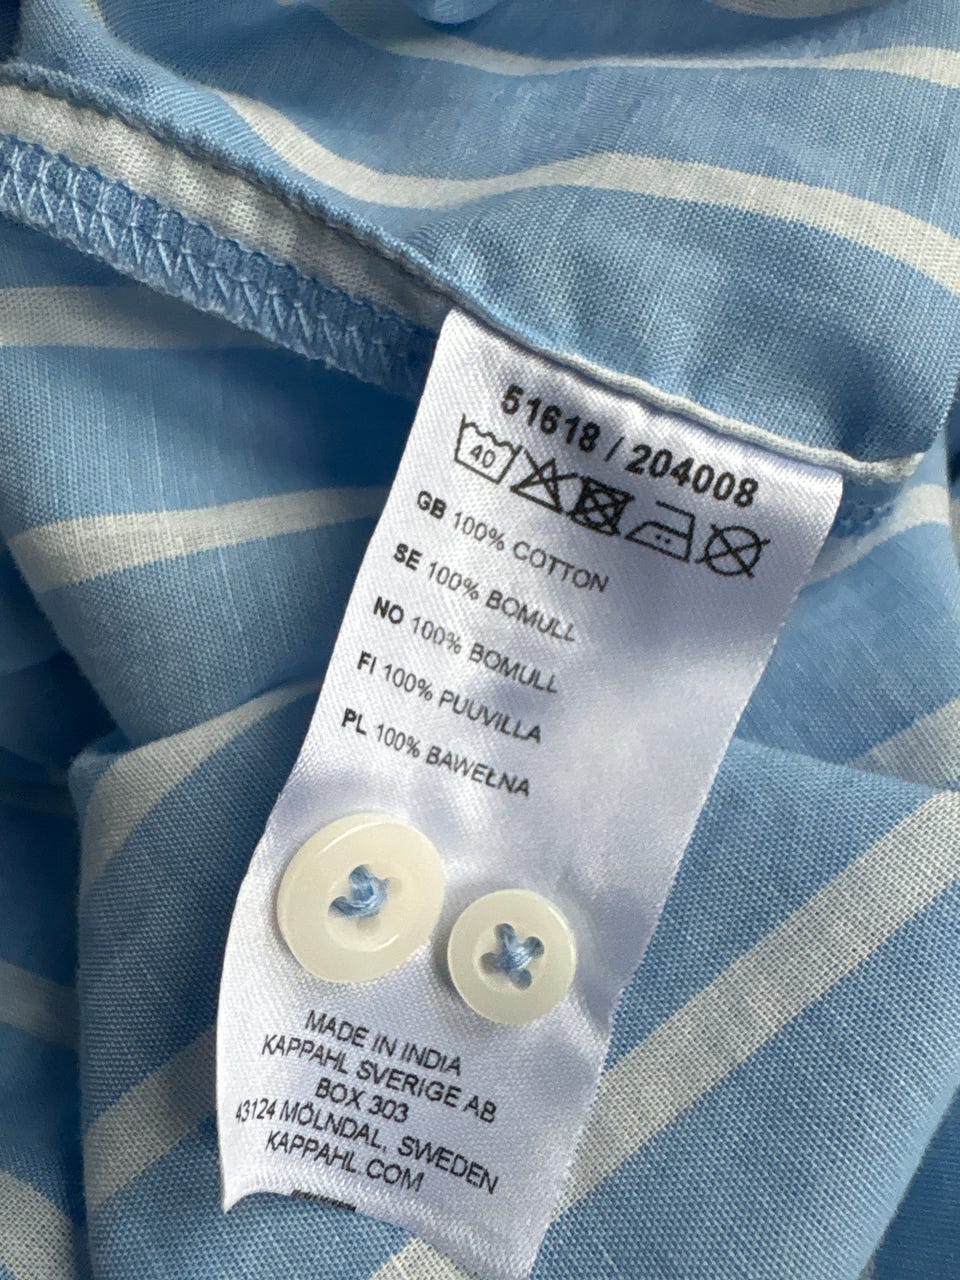 51618 / 204008
40
GB 100% COTTON
SE 100% BOMULL
NO 100% BOMULL
FI 100% PUUVILLA
PL 100% BAWEŁNA
MADE IN INDIA
KAPPAHL SVERIGE AB
BOX 303
43124 MÖLNDAL, SWEDEN
KAPPAHL.COM